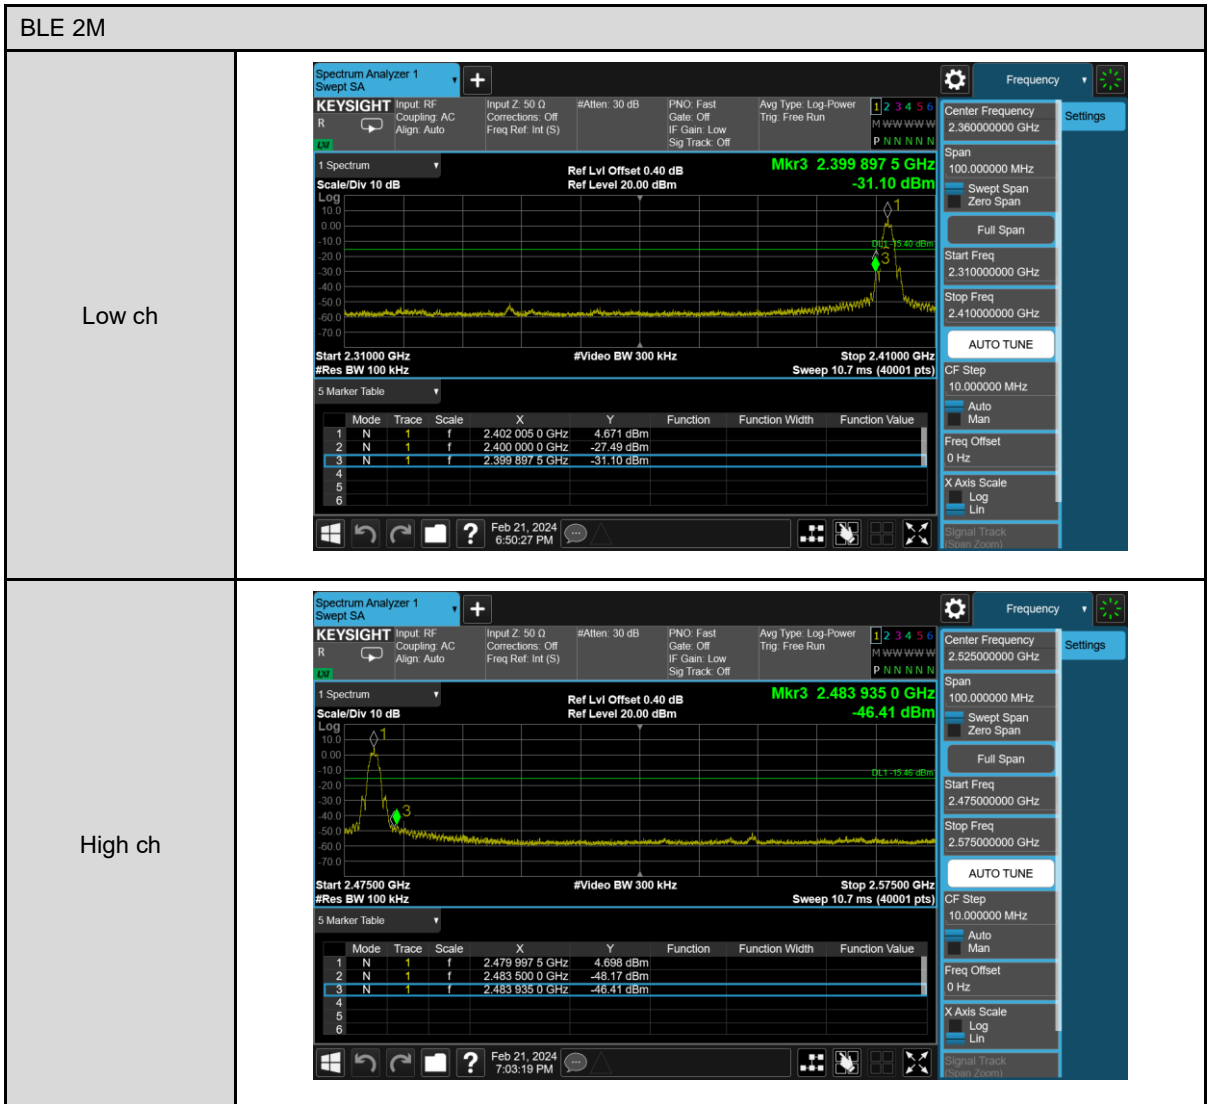 BLE 2M
Low ch
Spectrum Analyzer 1
Swept SA
Frequency
KEYSIGHT
R
LXI
Input: RF
Coupling: AC
Align: Auto
Input Z: 50 Ω
Corrections: Off
Freq Ref: Int (S)
#Atten: 30 dB
PNO: Fast
Gate: Off
IF Gain: Low
Sig Track: Off
Avg Type: Log-Power
Trig: Free Run
1 2 3 4 5 6
M W W W W W
P N N N N N
1 Spectrum
Scale/Div 10 dB
Ref Lvl Offset 0.40 dB
Ref Level 20.00 dBm
Mkr3 2.399 897 5 GHz
-31.10 dBm
Log
10.0
0.00
-10.0
-20.0
-30.0
-40.0
-50.0
-60.0
-70.0
1
DL1 -15.40 dBm
3
Start 2.31000 GHz
#Res BW 100 kHz
#Video BW 300 kHz
Stop 2.41000 GHz
Sweep 10.7 ms (40001 pts)
5 Marker Table
Mode Trace Scale X Y Function Function Width Function Value
1 N 1 f 2.402 005 0 GHz 4.671 dBm
2 N 1 f 2.400 000 0 GHz -27.49 dBm
3 N 1 f 2.399 897 5 GHz -31.10 dBm
4
5
6
Feb 21, 2024
6:50:27 PM
Center Frequency
2.360000000 GHz
Settings
Span
100.000000 MHz
Swept Span
Zero Span
Full Span
Start Freq
2.310000000 GHz
Stop Freq
2.410000000 GHz
AUTO TUNE
CF Step
10.000000 MHz
Auto
Man
Freq Offset
0 Hz
X Axis Scale
Log
Lin
Signal Track
(Span Zoom)
High ch
Spectrum Analyzer 1
Swept SA
Frequency
KEYSIGHT
R
LXI
Input: RF
Coupling: AC
Align: Auto
Input Z: 50 Ω
Corrections: Off
Freq Ref: Int (S)
#Atten: 30 dB
PNO: Fast
Gate: Off
IF Gain: Low
Sig Track: Off
Avg Type: Log-Power
Trig: Free Run
1 2 3 4 5 6
M W W W W W
P N N N N N
1 Spectrum
Scale/Div 10 dB
Ref Lvl Offset 0.40 dB
Ref Level 20.00 dBm
Mkr3 2.483 935 0 GHz
-46.41 dBm
Log
10.0
0.00
-10.0
-20.0
-30.0
-40.0
-50.0
-60.0
-70.0
1
DL1 -15.46 dBm
3
Start 2.47500 GHz
#Res BW 100 kHz
#Video BW 300 kHz
Stop 2.57500 GHz
Sweep 10.7 ms (40001 pts)
5 Marker Table
Mode Trace Scale X Y Function Function Width Function Value
1 N 1 f 2.479 997 5 GHz 4.698 dBm
2 N 1 f 2.483 500 0 GHz -48.17 dBm
3 N 1 f 2.483 935 0 GHz -46.41 dBm
4
5
6
Feb 21, 2024
7:03:19 PM
Center Frequency
2.525000000 GHz
Settings
Span
100.000000 MHz
Swept Span
Zero Span
Full Span
Start Freq
2.475000000 GHz
Stop Freq
2.575000000 GHz
AUTO TUNE
CF Step
10.000000 MHz
Auto
Man
Freq Offset
0 Hz
X Axis Scale
Log
Lin
Signal Track
(Span Zoom)